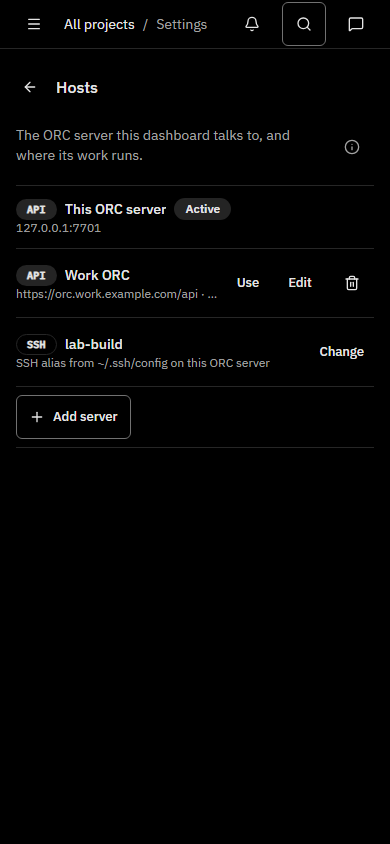 All projects / Settings
Hosts
The ORC server this dashboard talks to, and
where its work runs.
API This ORC server Active
127.0.0.1:7701
API Work ORC
https://orc.work.example.com/api · ...
Use Edit
SSH lab-build
SSH alias from ~/.ssh/config on this ORC server
Change
+ Add server